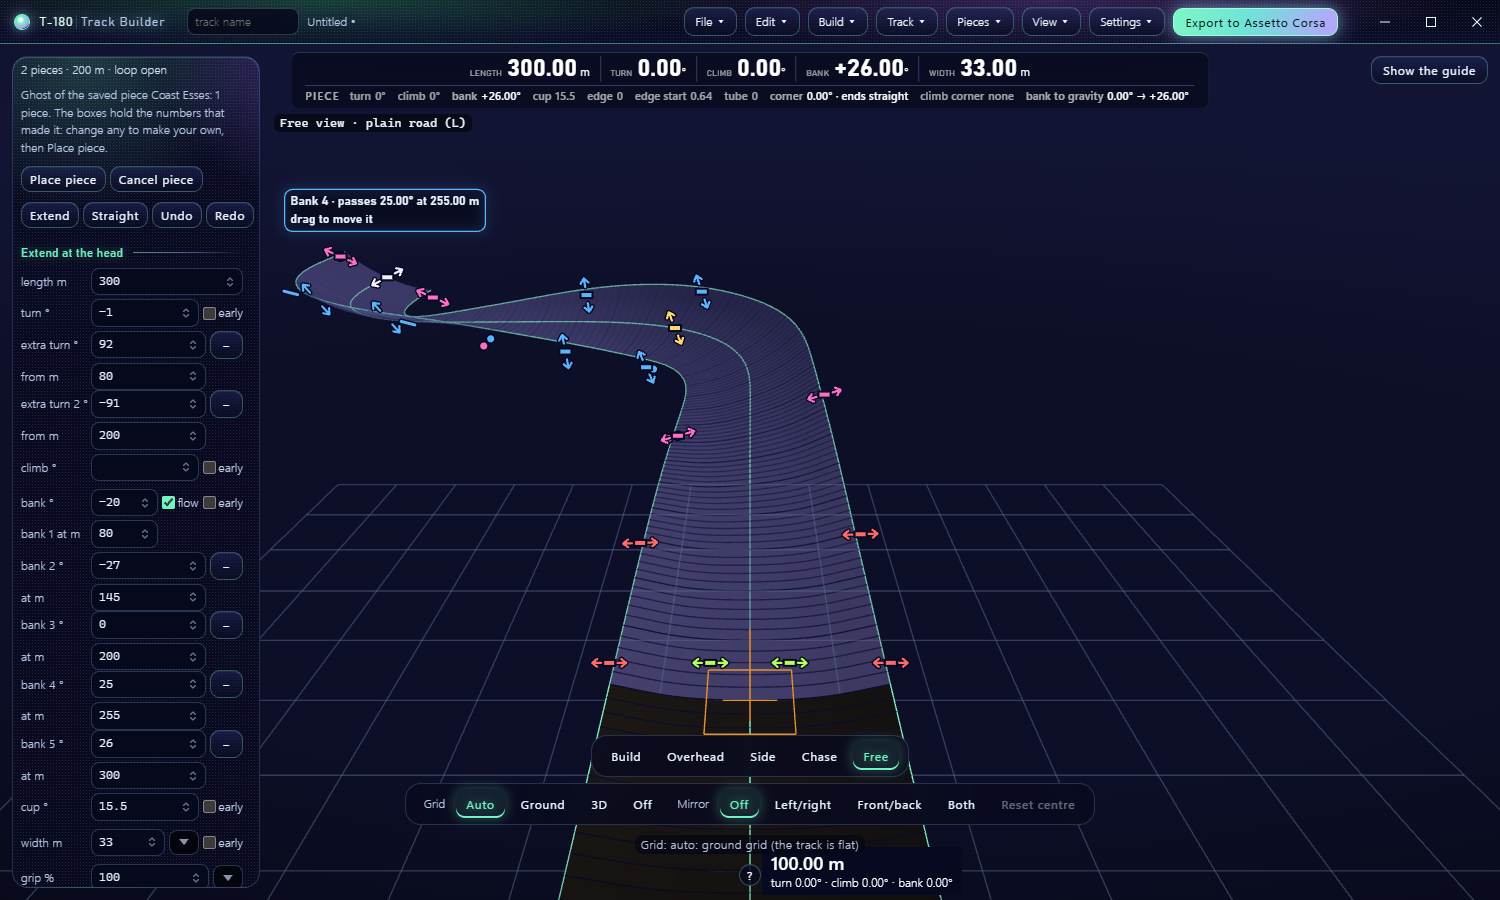 T-180 Track Builder
track name
Untitled •
File
Edit
Build
Track
Pieces
View
Settings
Export to Assetto Corsa
2 pieces · 200 m · loop open
Ghost of the saved piece Coast Esses: 1
piece. The boxes hold the numbers that
made it: change any to make your own,
then Place piece.
Place piece
Cancel piece
Extend
Straight
Undo
Redo
Extend at the head
length m 300
turn ° −1 early
extra turn ° 92 −
from m 80
extra turn 2 ° −91 −
from m 200
climb ° early
bank ° −20 flow early
bank 1 at m 80
bank 2 ° −27 −
at m 145
bank 3 ° 0 −
at m 200
bank 4 ° 25 −
at m 255
bank 5 ° 26 −
at m 300
cup ° 15.5 early
width m 33 early
grip % 100
LENGTH 300.00 m TURN 0.00° CLIMB 0.00° BANK +26.00° WIDTH 33.00 m
PIECE turn 0° climb 0° bank +26.00° cup 15.5 edge 0 edge start 0.64 tube 0 corner 0.00° · ends straight climb corner none bank to gravity 0.00° → +26.00°
Show the guide
Free view · plain road (L)
Bank 4 · passes 25.00° at 255.00 m
drag to move it
Build
Overhead
Side
Chase
Free
Grid Auto Ground 3D Off Mirror Off Left/right Front/back Both Reset centre
Grid: auto: ground grid (the track is flat)
?
100.00 m
turn 0.00° · climb 0.00° · bank 0.00°